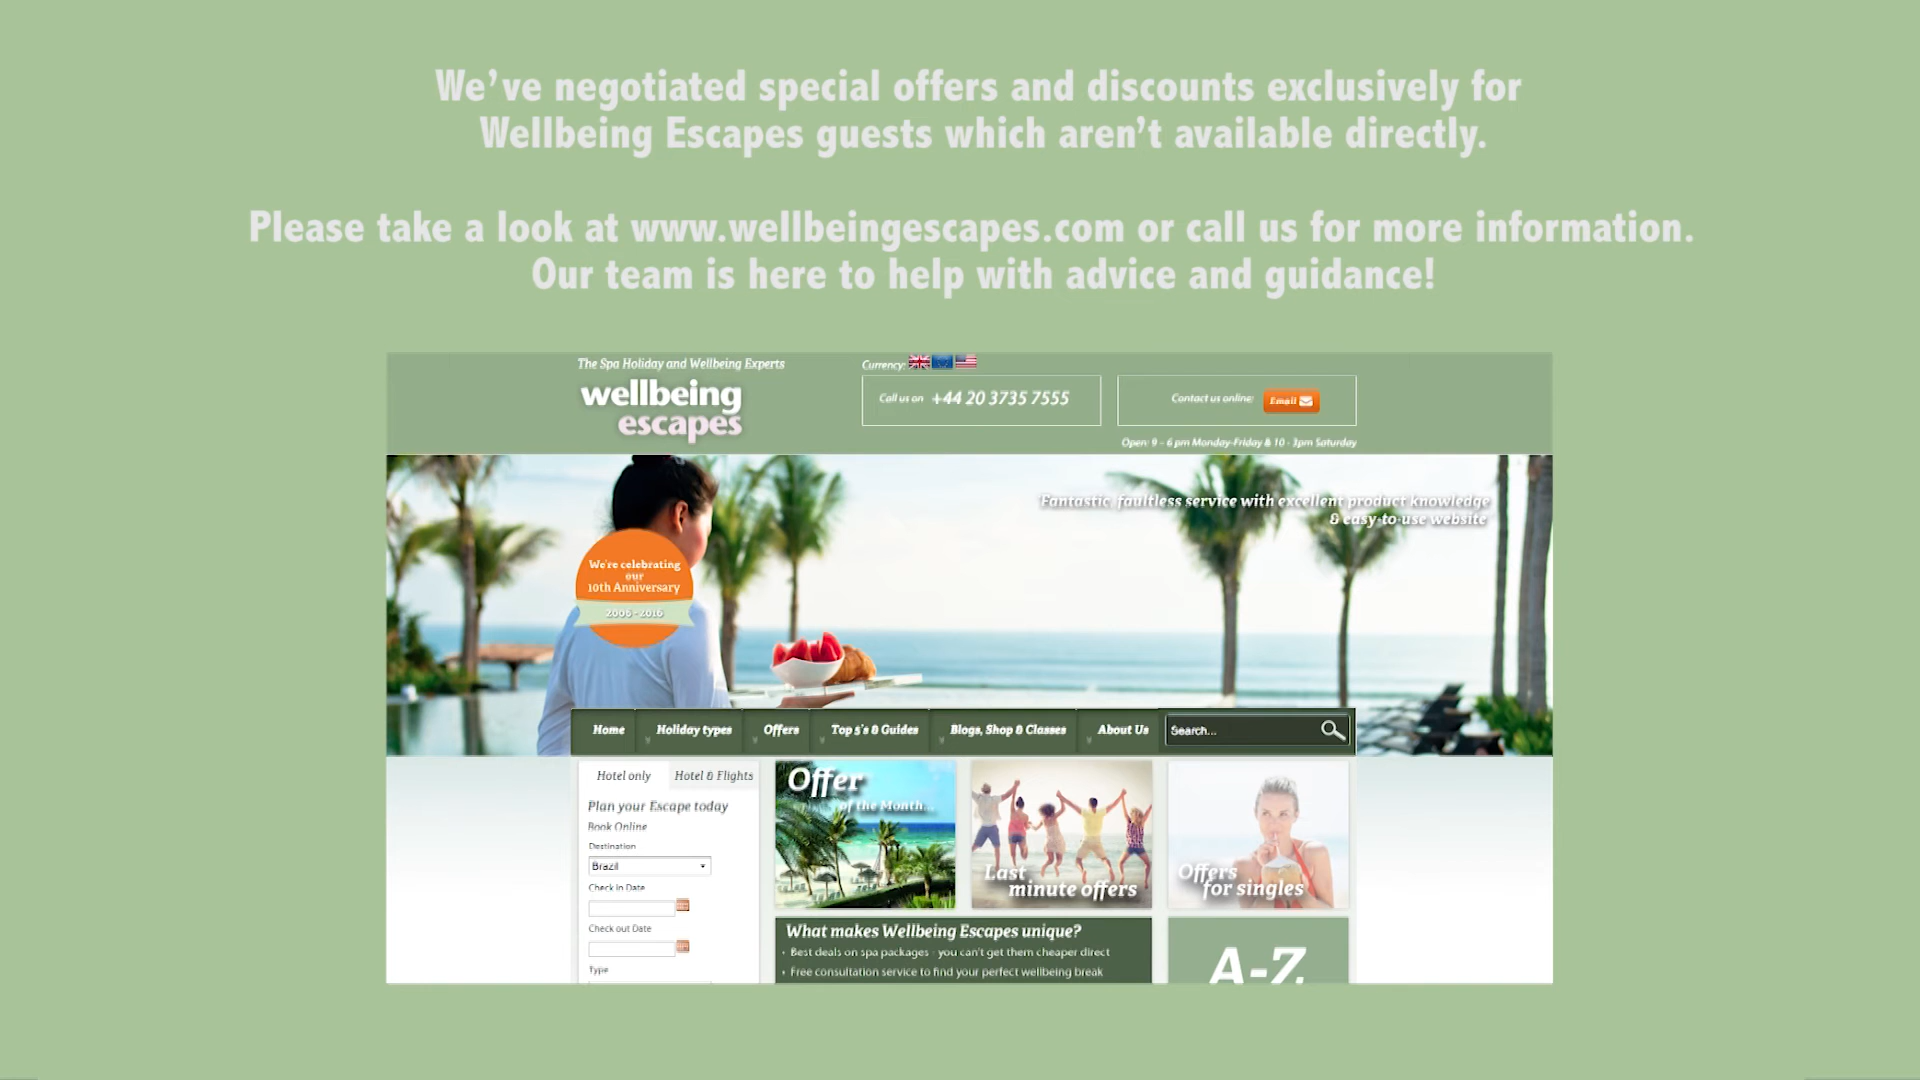 We've negotiated special offers and discounts exclusively for
Wellbeing Escapes guests which aren't available directly.
Please take a look at www.wellbeingescapes.com or call us for more information.
Our team is here to help with advice and guidance!
The Spa Holiday and Wellbeing Experts
wellbeing
escapes
Currency:
Call us on +44 20 3735 7555
Contact us online:
Email
Open: 9 - 6 pm Monday-Friday & 10 - 3pm Saturday
Fantastic, faultless service with excellent product knowledge
& easy-to-use website
We're celebrating
our
10th Anniversary
2006 - 2016
Home
Holiday types
Offers
Top 5's & Guides
Blogs, Shop & Classes
About Us
Search...
Hotel only
Hotel & Flights
Plan your Escape today
Book Online
Destination
Brazil
Check in Date
Check out Date
Type
Offer
of the Month...
Last
minute offers
Offers
for singles
What makes Wellbeing Escapes unique?
Best deals on spa packages - you can't get them cheaper direct
Free consultation service to find your perfect wellbeing break
A-Z